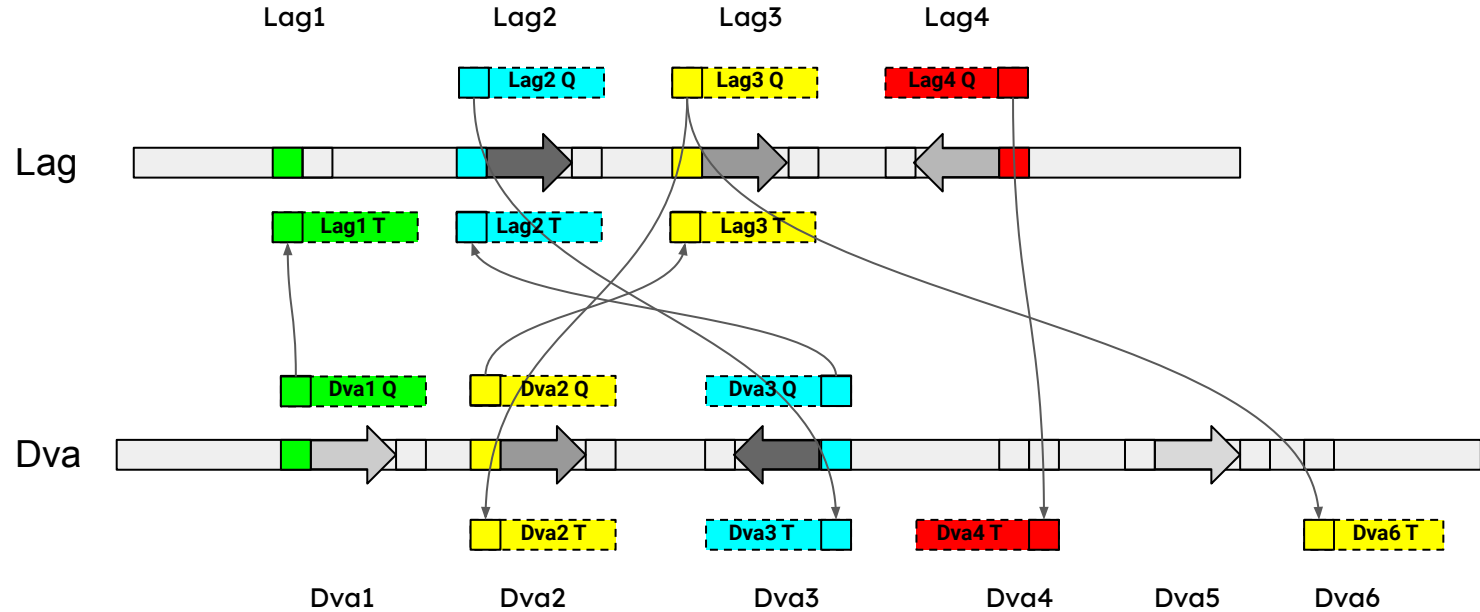 Lag1 Lag2 Lag3 Lag4
Lag2 Q Lag3 Q Lag4 Q
Lag
Lag1 T Lag2 T Lag3 T
Dva1 Q Dva2 Q Dva3 Q
Dva
Dva2 T Dva3 T Dva4 T Dva6 T
Dva1 Dva2 Dva3 Dva4 Dva5 Dva6